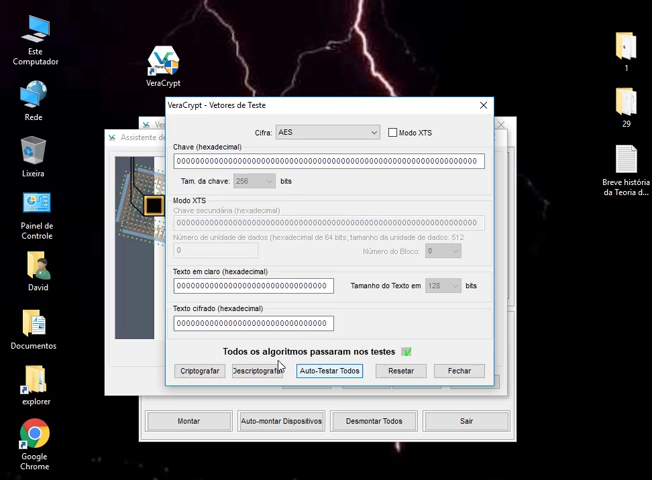 Este
Computador
VeraCrypt
1
Rede
29
Lixeira
Breve história
da Teoria d...
Painel de
Controle
David
Documentos
explorer
Google
Chrome
Assistente de
VeraCrypt - Vetores de Teste
Cifra: AES Modo XTS
Chave (hexadecimal)
0000000000000000000000000000000000000000000000000000000000000000
Tam. da chave: 256 bits
Modo XTS
Chave secundária (hexadecimal)
0000000000000000000000000000000000000000000000000000000000000000
Número de unidade de dados (hexadecimal de 64 bits, tamanho da unidade de dados: 512
0 Número do Bloco: 0
Texto em claro (hexadecimal)
00000000000000000000000000000000 Tamanho do Texto em 128 bits
Texto cifrado (hexadecimal)
00000000000000000000000000000000
Todos os algoritmos passaram nos testes
Criptografar Descriptografar Auto-Testar Todos Resetar Fechar
Montar Auto-montar Dispositivos Desmontar Todos Sair